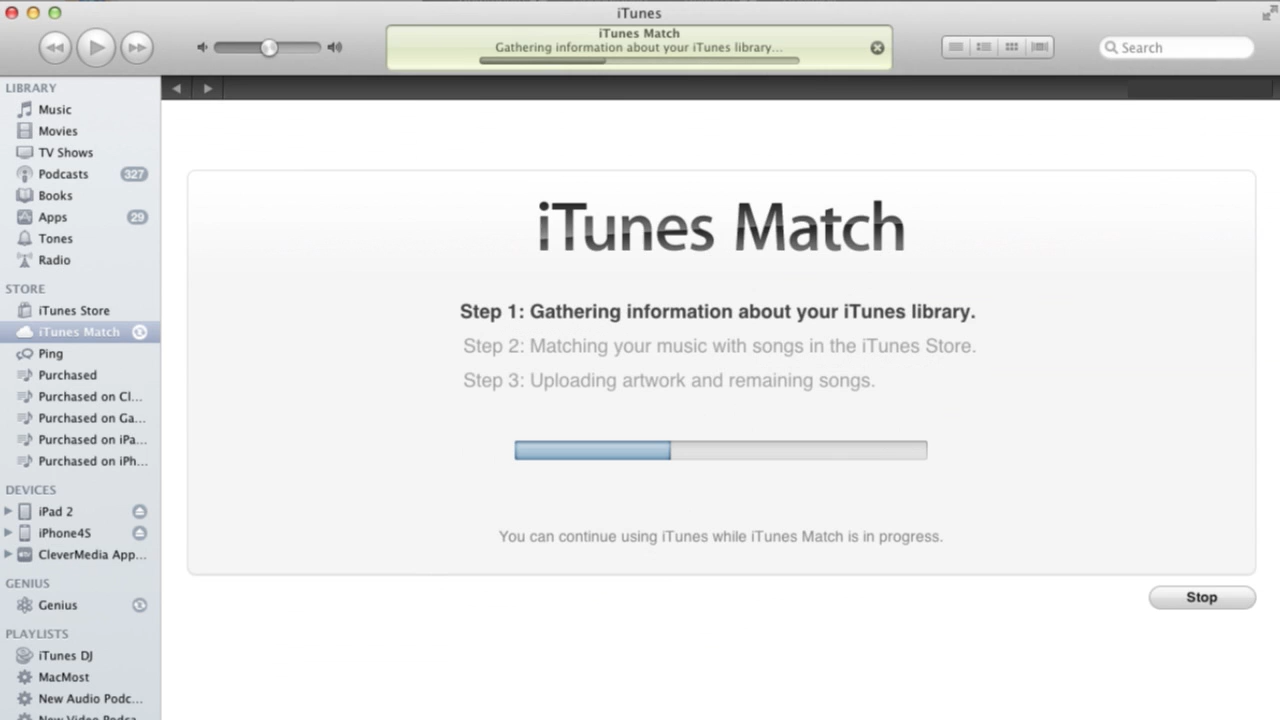 iTunes
iTunes Match
Gathering information about your iTunes library...
Search
LIBRARY
Music
Movies
TV Shows
Podcasts 327
Books
Apps 29
Tones
Radio
STORE
iTunes Store
iTunes Match
Ping
Purchased
Purchased on Cl...
Purchased on Ga...
Purchased on iPa...
Purchased on iPh...
DEVICES
iPad 2
iPhone4S
CleverMedia App...
GENIUS
Genius
PLAYLISTS
iTunes DJ
MacMost
New Audio Podc...
New Video Podca...
iTunes Match
Step 1: Gathering information about your iTunes library.
Step 2: Matching your music with songs in the iTunes Store.
Step 3: Uploading artwork and remaining songs.
You can continue using iTunes while iTunes Match is in progress.
Stop